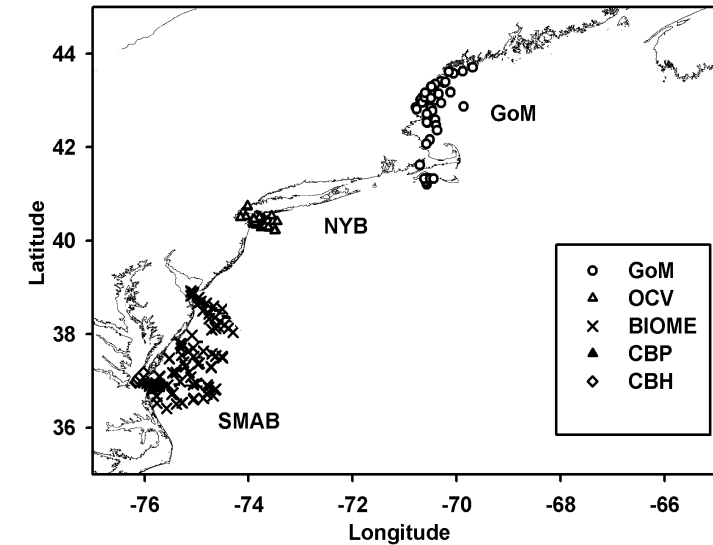 44
42
40
38
36
Latitude
GoM
NYB
SMAB
GoM
OCV
BIOME
CBP
CBH
-76 -74 -72 -70 -68 -66
Longitude